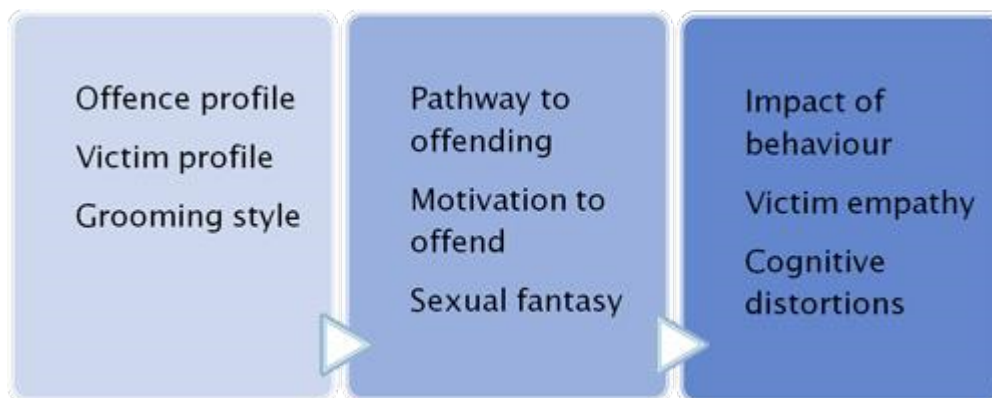 Offence profile
Victim profile
Grooming style
Pathway to
offending
Motivation to
offend
Sexual fantasy
Impact of
behaviour
Victim empathy
Cognitive
distortions